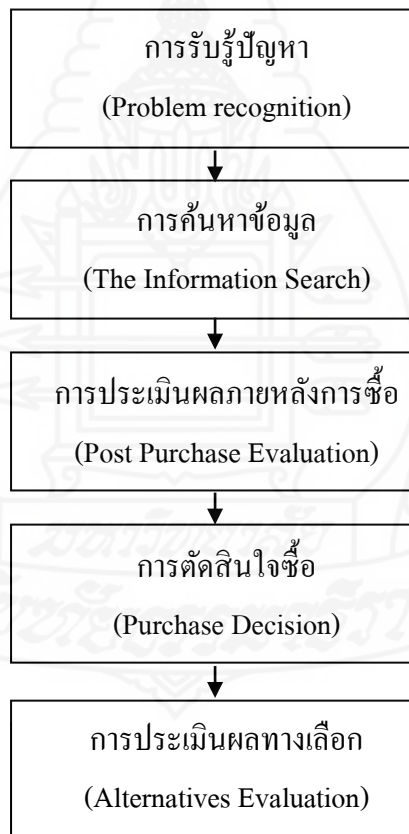 การรับรู้ปัญหา
(Problem recognition)
การค้นหาข้อมูล
(The Information Search)
การประเมินผลภายหลังการซื้อ
(Post Purchase Evaluation)
การตัดสินใจซื้อ
(Purchase Decision)
การประเมินผลทางเลือก
(Alternatives Evaluation)